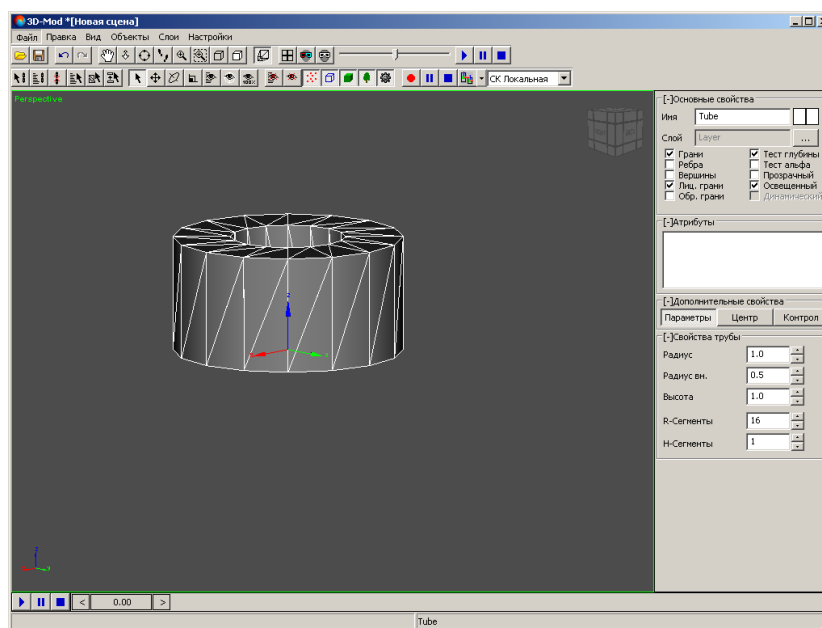 3D-Mod *[Новая сцена]
Файл Правка Вид Объекты Слои Настройки
СК Локальная
Perspective
[-]Основные свойства
Имя Tube
Слой Layer ...
Грани Тест глубины
Ребра Тест альфа
Вершины Прозрачный
Лиц. грани Освещенный
Обр. грани Динамический
[-]Атрибуты
[-]Дополнительные свойства
Параметры Центр Контрол
[-]Свойства трубы
Радиус 1.0
Радиус вн. 0.5
Высота 1.0
R-Сегменты 16
H-Сегменты 1
z
< 0.00 >
Tube